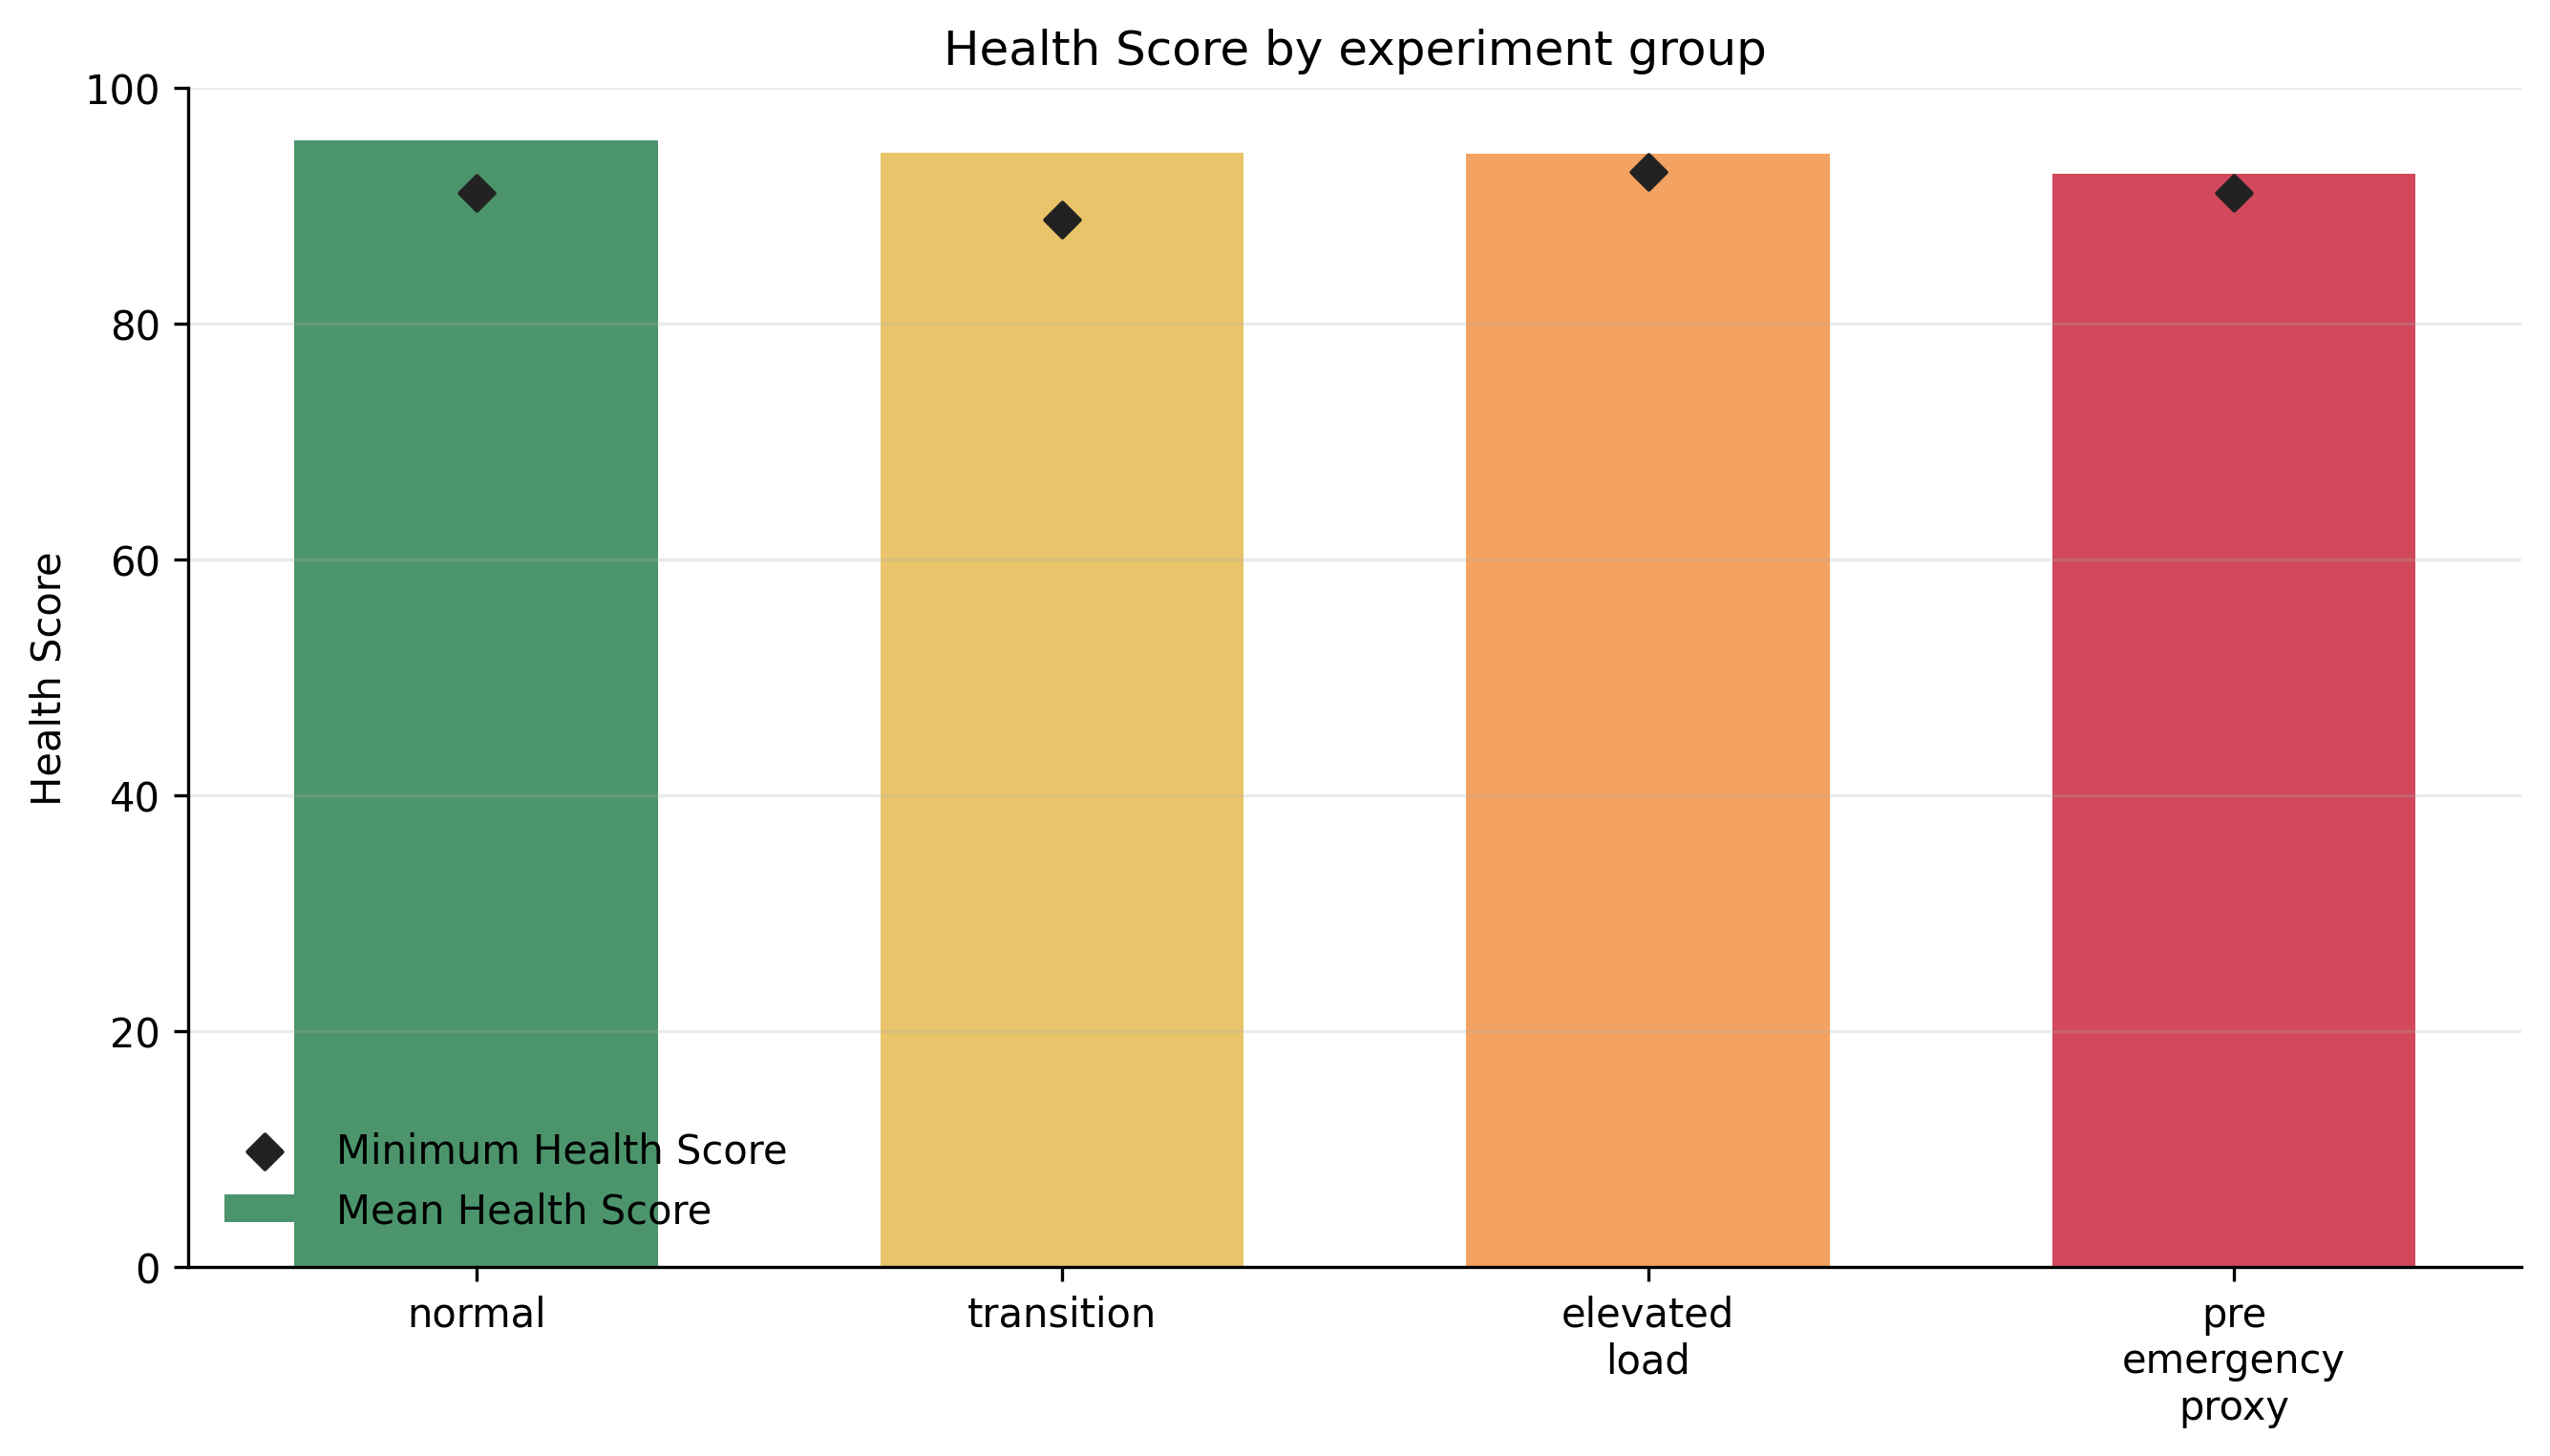 Health Score by experiment group
Health Score
100
80
60
40
20
0
Minimum Health Score
Mean Health Score
normal
transition
elevated
load
pre
emergency
proxy